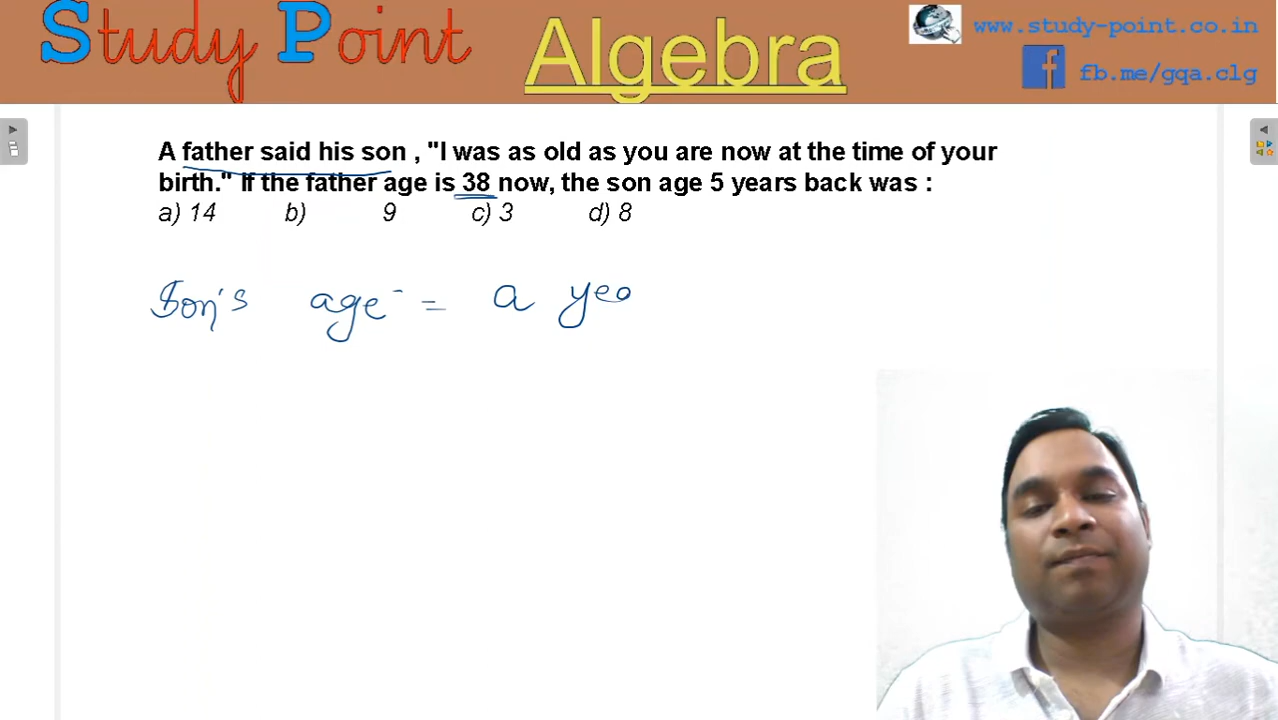 Study Point
Algebra
www.study-point.co.in
fb.me/gqa.clg
A father said his son , "I was as old as you are now at the time of your
birth." If the father age is 38 now, the son age 5 years back was :
a) 14 b) 9 c) 3 d) 8
Son's age = a yea